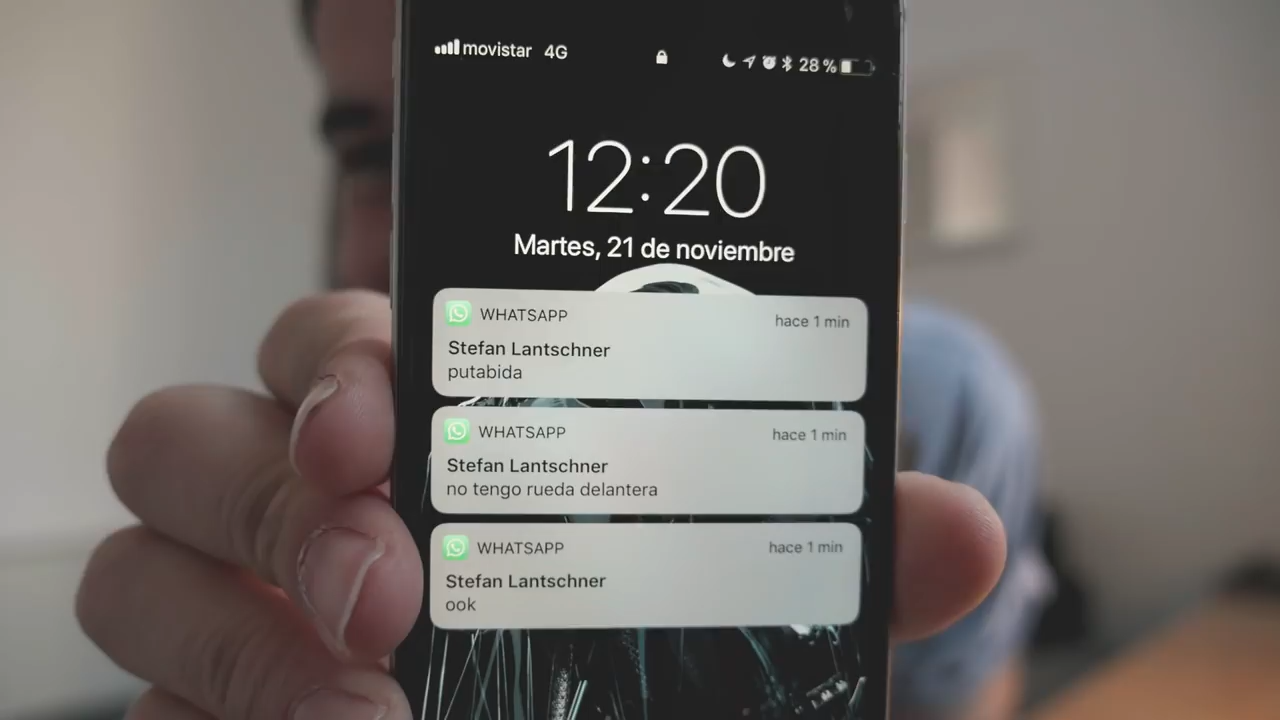 movistar 4G 28 %
12:20
Martes, 21 de noviembre
WHATSAPP hace 1 min
Stefan Lantschner
putabida
WHATSAPP hace 1 min
Stefan Lantschner
no tengo rueda delantera
WHATSAPP hace 1 min
Stefan Lantschner
ook